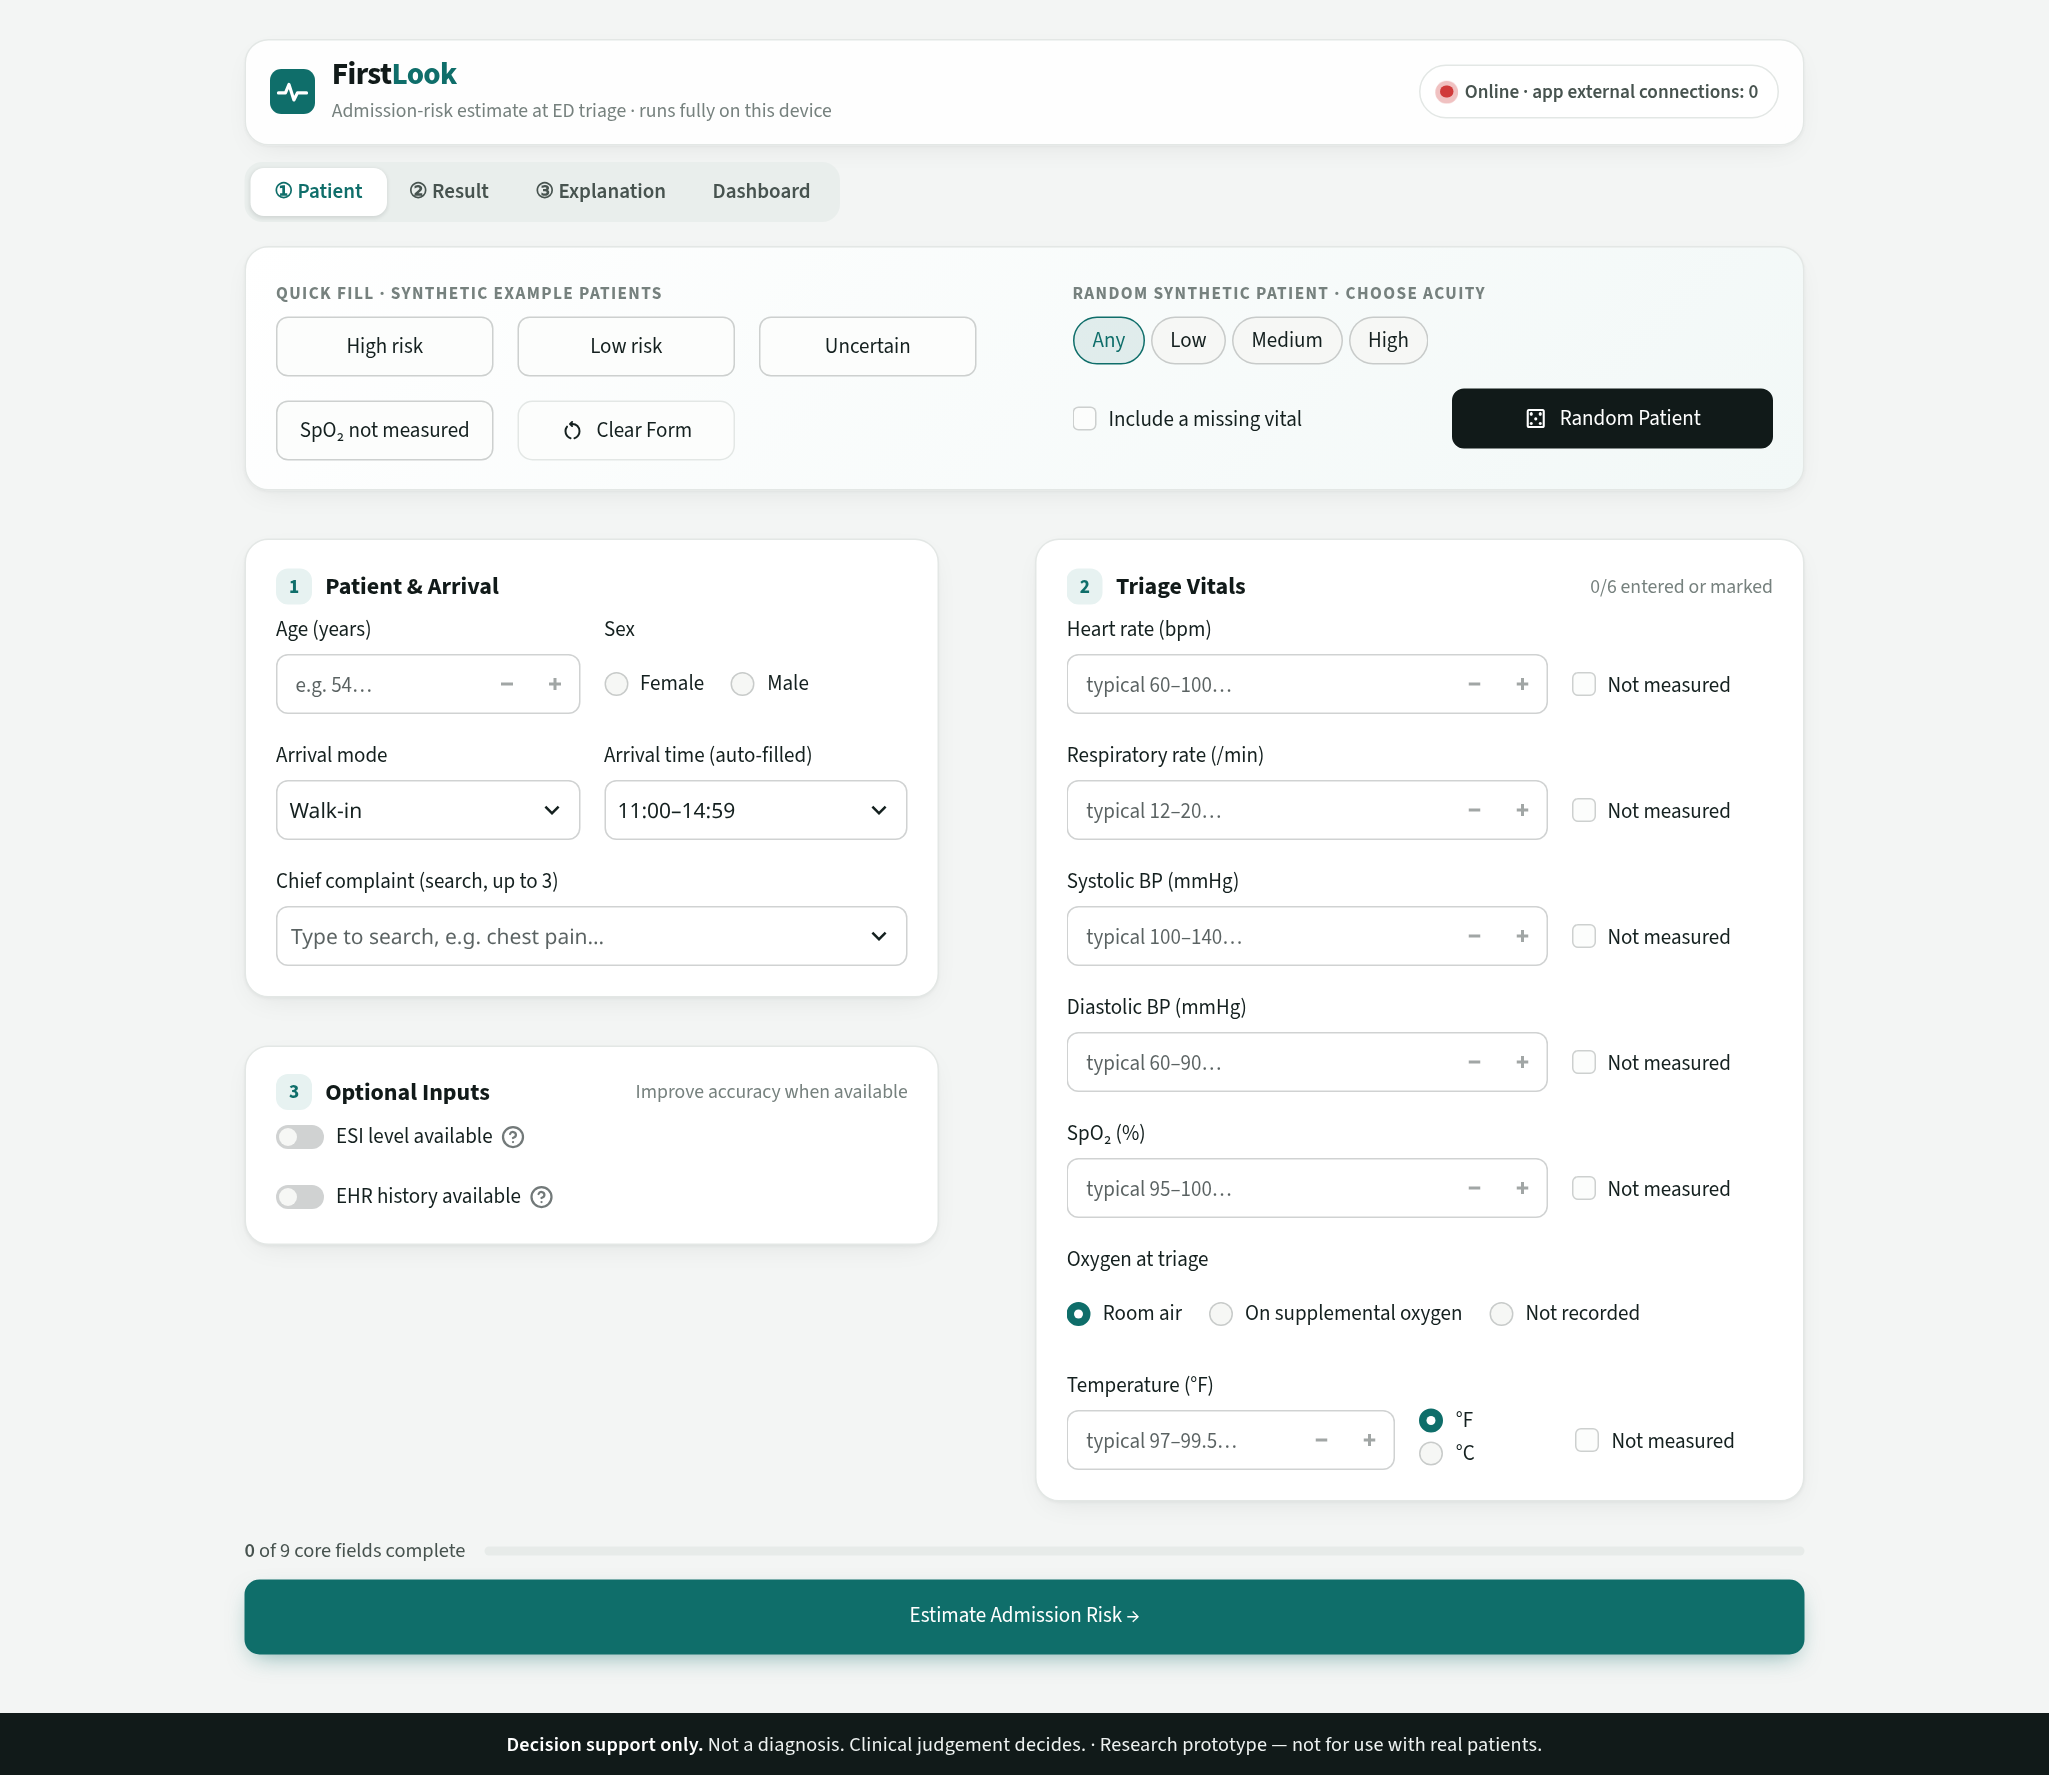 FirstLook
Admission-risk estimate at ED triage · runs fully on this device
Online · app external connections: 0
① Patient
② Result
③ Explanation
Dashboard
QUICK FILL · SYNTHETIC EXAMPLE PATIENTS
High risk
Low risk
Uncertain
SpO₂ not measured
Clear Form
RANDOM SYNTHETIC PATIENT · CHOOSE ACUITY
Any
Low
Medium
High
Include a missing vital
Random Patient
1 Patient & Arrival
Age (years)
e.g. 54…
Sex
Female
Male
Arrival mode
Walk-in
Arrival time (auto-filled)
11:00–14:59
Chief complaint (search, up to 3)
Type to search, e.g. chest pain…
3 Optional Inputs
Improve accuracy when available
ESI level available ?
EHR history available ?
2 Triage Vitals
0/6 entered or marked
Heart rate (bpm)
typical 60–100…
Not measured
Respiratory rate (/min)
typical 12–20…
Not measured
Systolic BP (mmHg)
typical 100–140…
Not measured
Diastolic BP (mmHg)
typical 60–90…
Not measured
SpO₂ (%)
typical 95–100…
Not measured
Oxygen at triage
Room air
On supplemental oxygen
Not recorded
Temperature (°F)
typical 97–99.5…
°F
°C
Not measured
0 of 9 core fields complete
Estimate Admission Risk →
Decision support only. Not a diagnosis. Clinical judgement decides. · Research prototype — not for use with real patients.